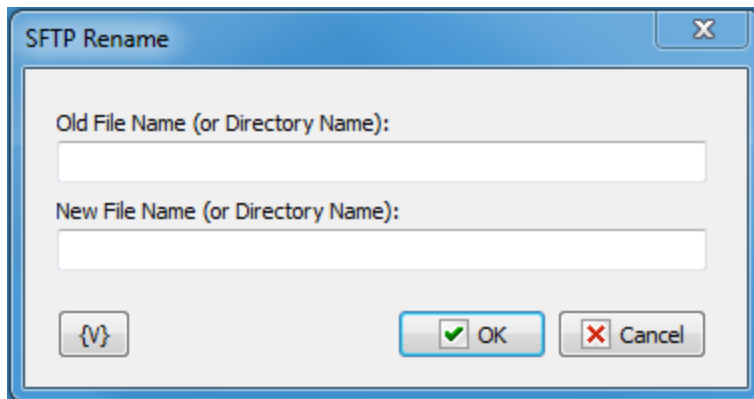 SFTP Rename
Old File Name (or Directory Name):
New File Name (or Directory Name):
{V} OK Cancel